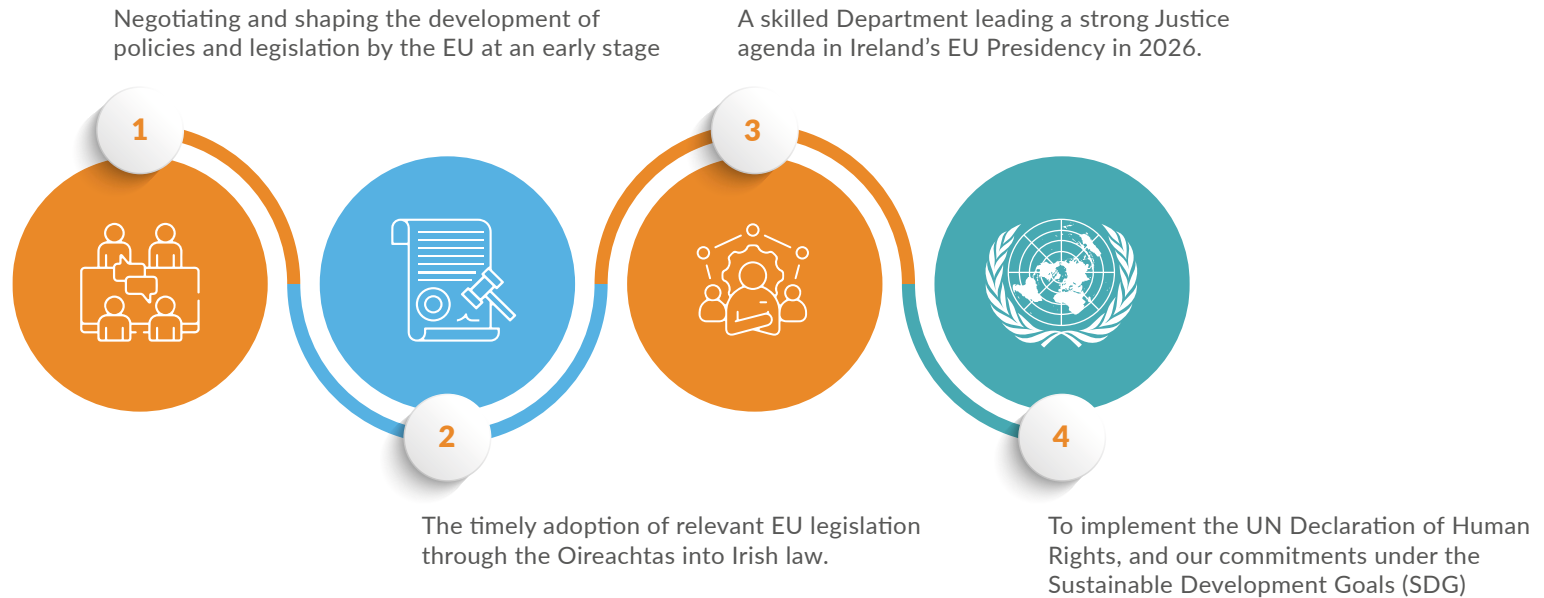 Negotiating and shaping the development of
policies and legislation by the EU at an early stage
1
2
The timely adoption of relevant EU legislation
through the Oireachtas into Irish law.
A skilled Department leading a strong Justice
agenda in Ireland’s EU Presidency in 2026.
3
4
To implement the UN Declaration of Human
Rights, and our commitments under the
Sustainable Development Goals (SDG)